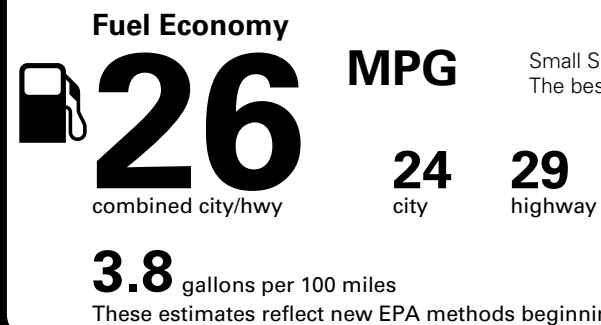 Fuel Economy
26 MPG
Small S
The bes
24 29
combined city/hwy city highway
3.8 gallons per 100 miles
These estimates reflect new EPA methods beginnin